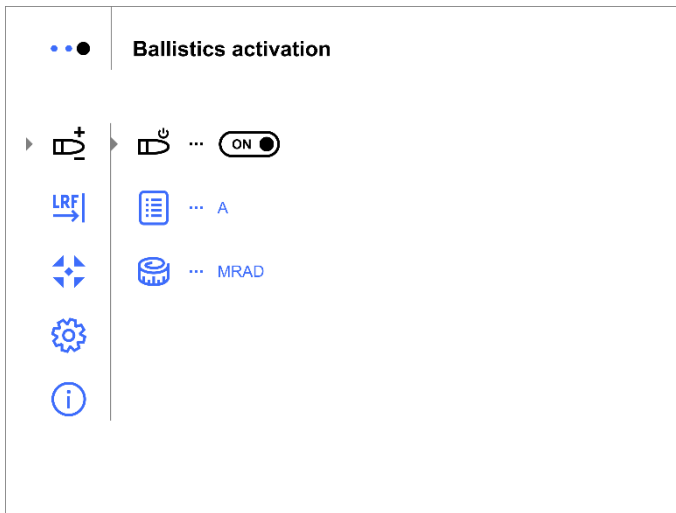 Ballistics activation
... ON
LRF
... A
... MRAD
i